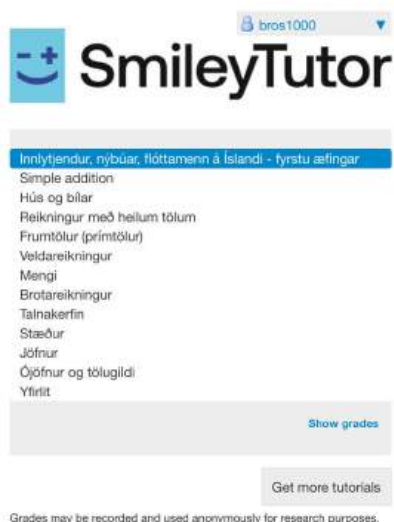 bros1000
SmileyTutor
Innlytjendur, nýbúar, flóttamenn á Íslandi - fyrstu æfingar
Simple addition
Hús og bílar
Reikningur með heilum tölum
Frumtölur (prímtölur)
Veldareikningur
Mengi
Brotareikningur
Talnakerfin
Stæður
Jöfnur
Ójöfnur og tölugildi
Yfirlit
Show grades
Get more tutorials
Grades may be recorded and used anonymously for research purposes.